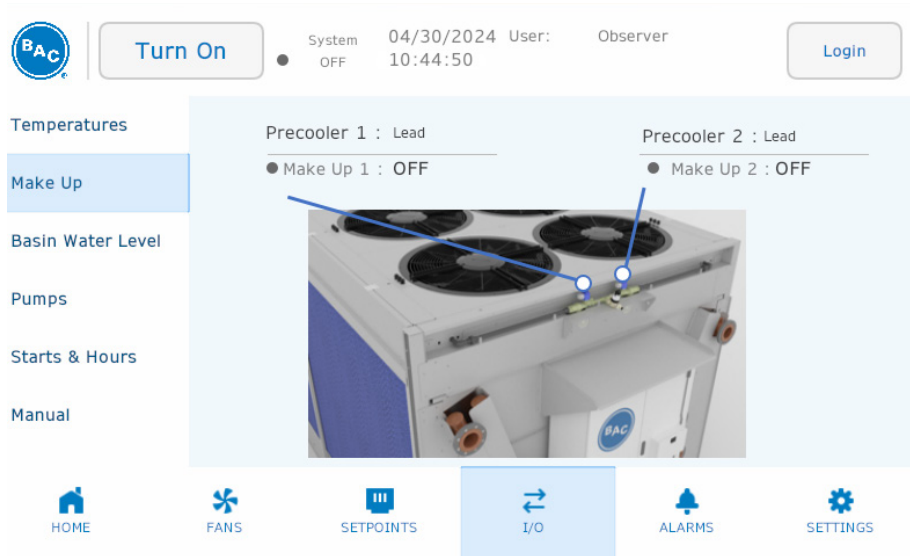 BAC
Turn On
System
OFF
04/30/2024
10:44:50
User:
Observer
Login
Temperatures
Make Up
Basin Water Level
Pumps
Starts & Hours
Manual
Precooler 1 : Lead
Make Up 1 : OFF
Precooler 2 : Lead
Make Up 2 : OFF
BAC
HOME
FANS
SETPOINTS
I/O
ALARMS
SETTINGS